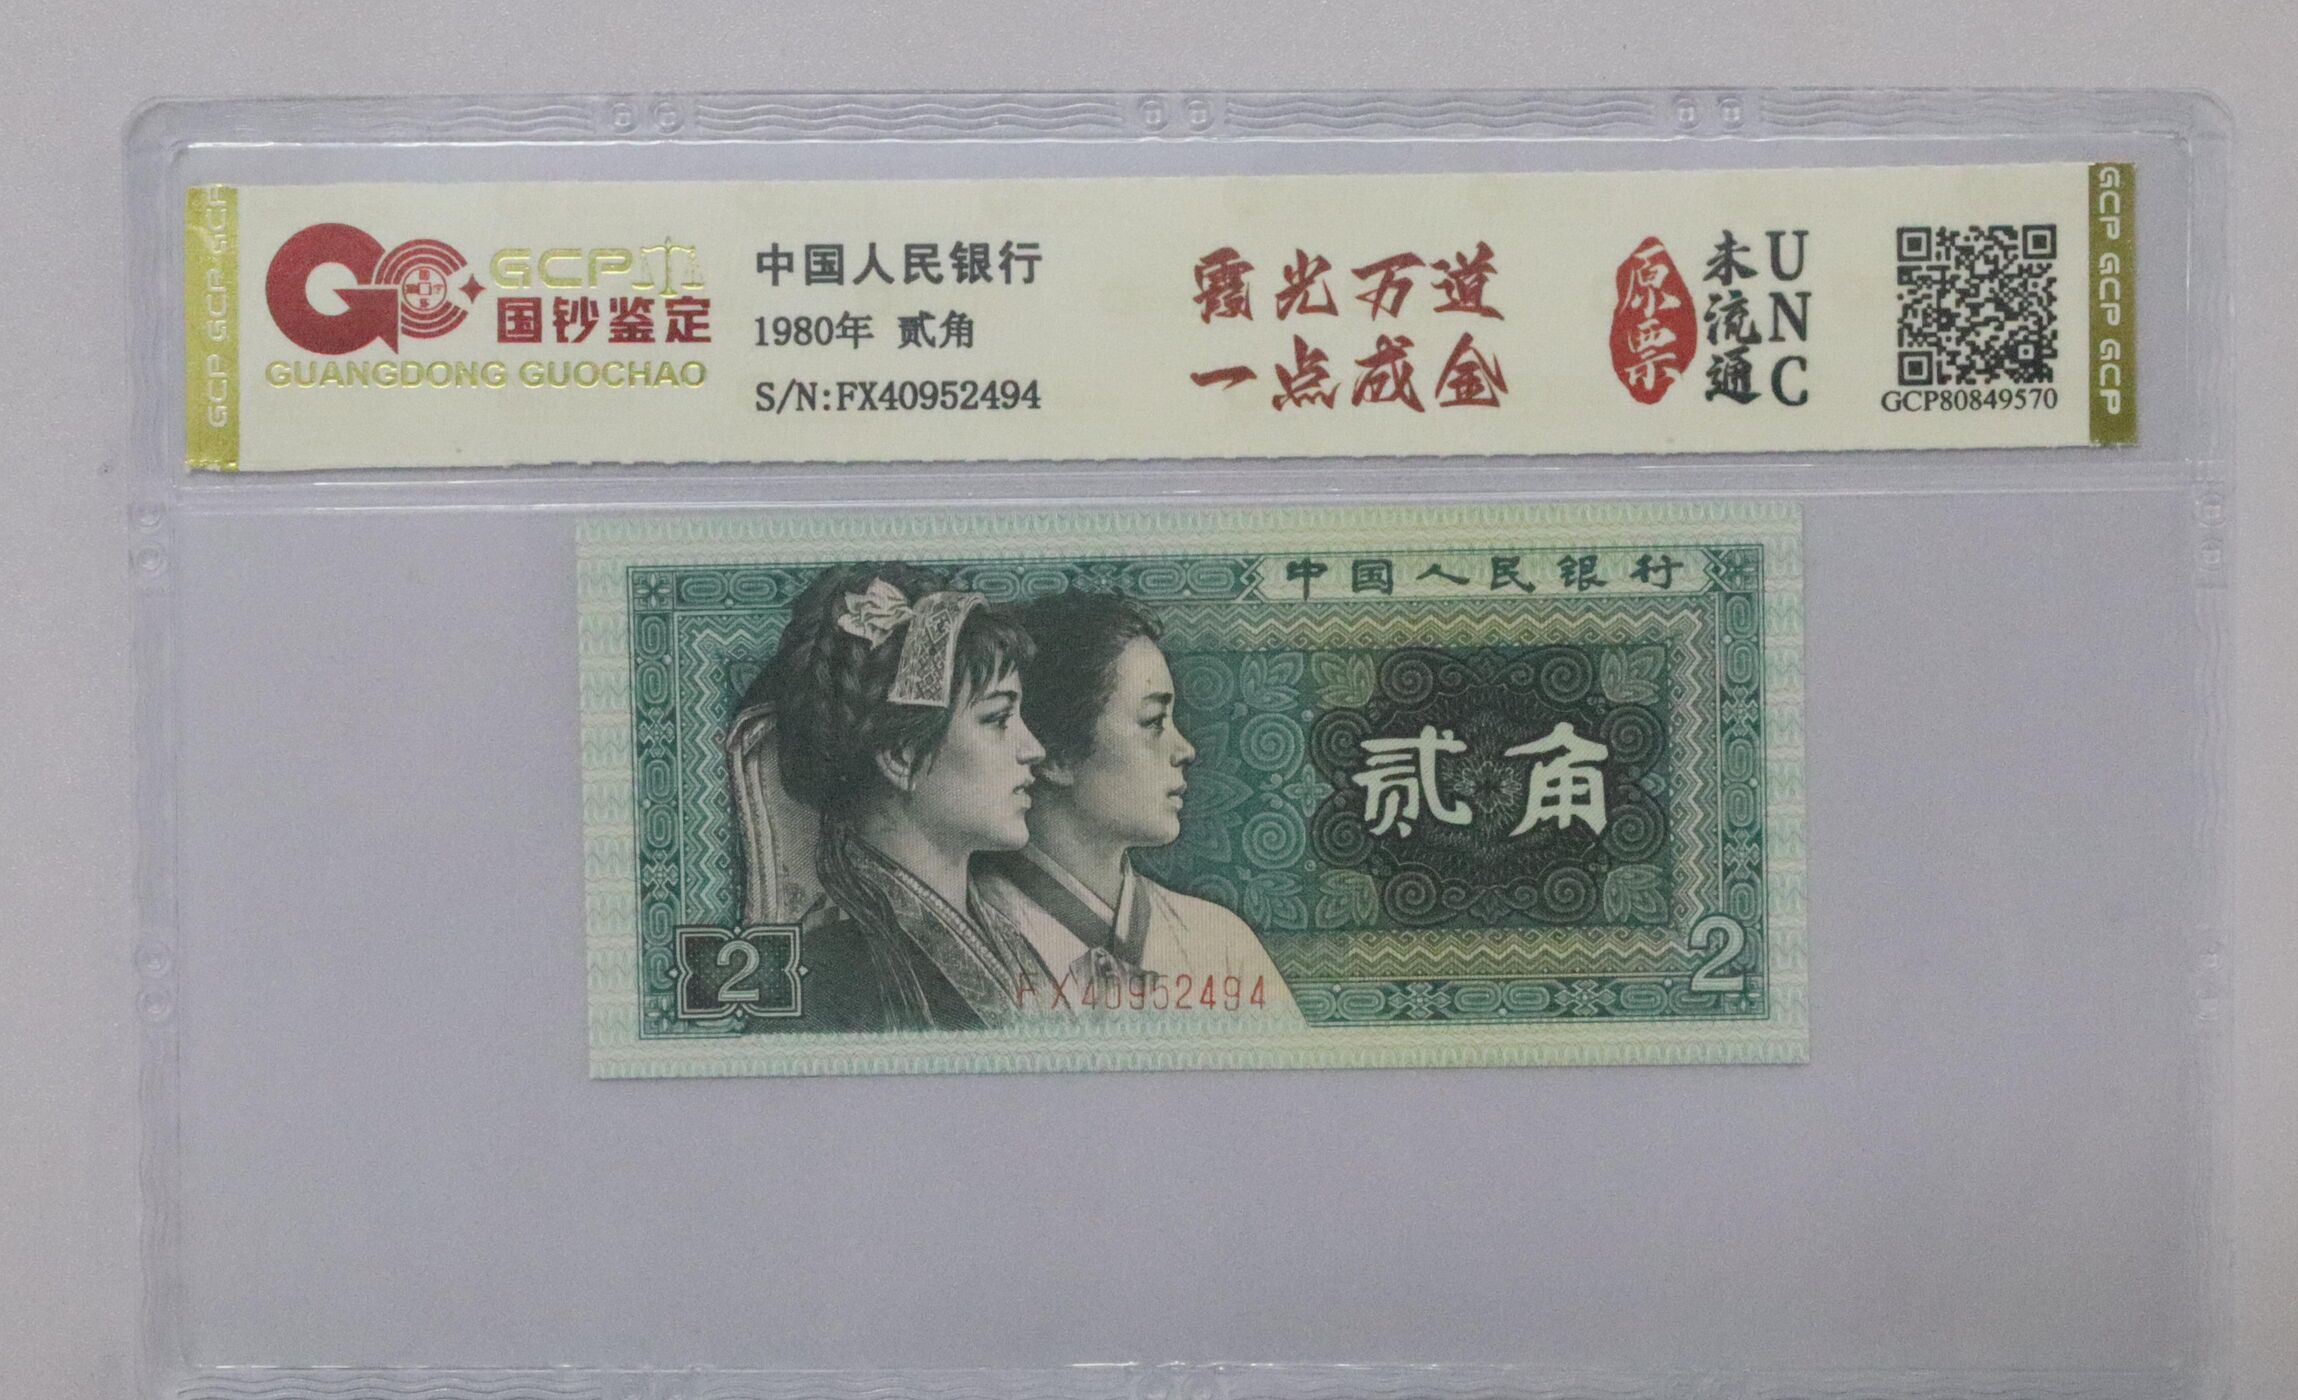 GCP GCP GCP
GCP
国钞鉴定
GUANGDONG GUOCHAO
中国人民银行
1980年 贰角
S/N:FX40952494
霞光万道
一点成金
原票
未流通
UNC
GCP80849570
GCP GCP GCP
中国人民银行
贰角
2
2
FX40952494